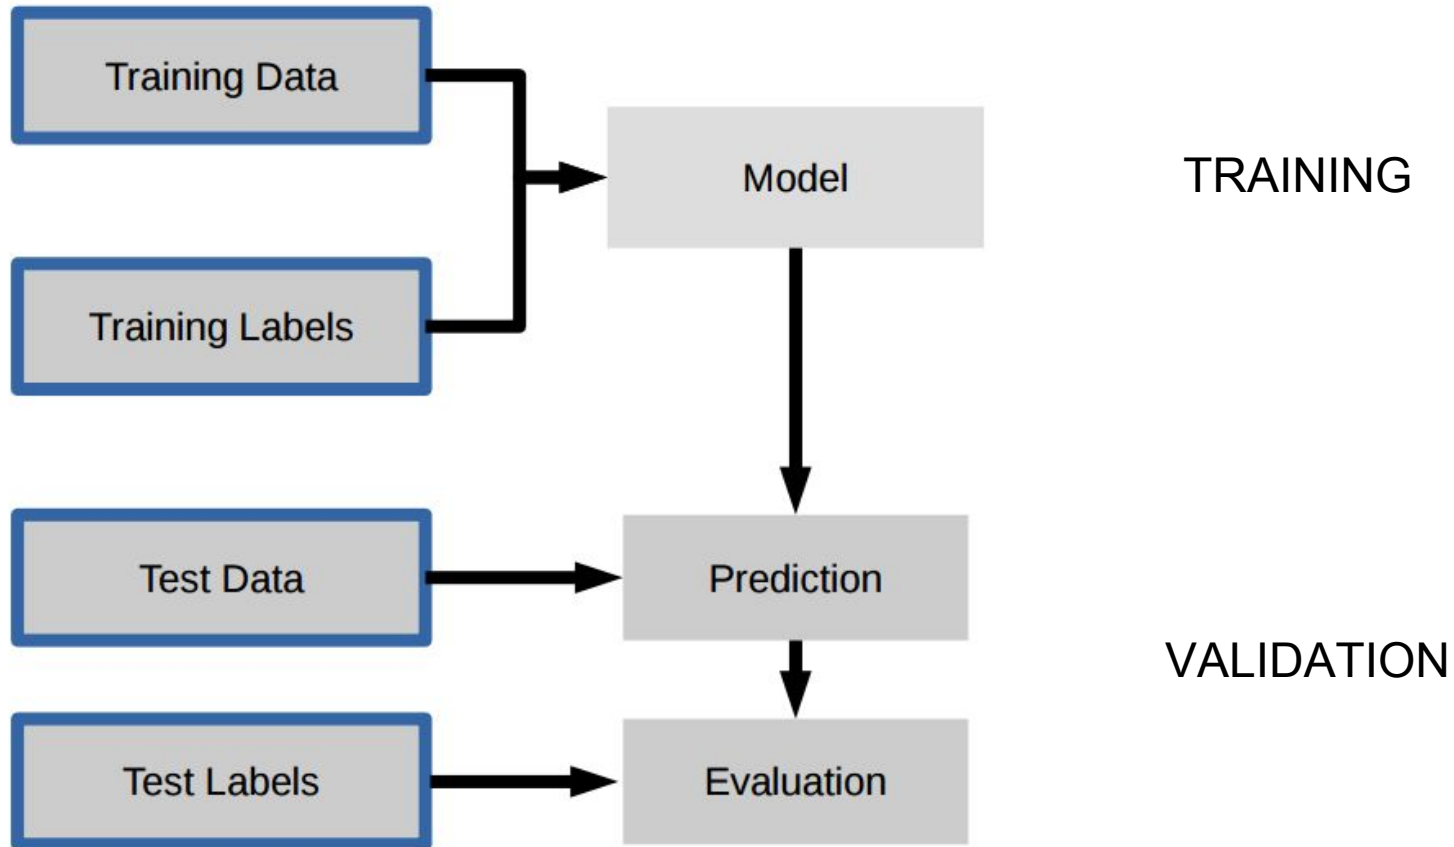 Training Data
Model
TRAINING
Training Labels
Test Data
Prediction
VALIDATION
Test Labels
Evaluation